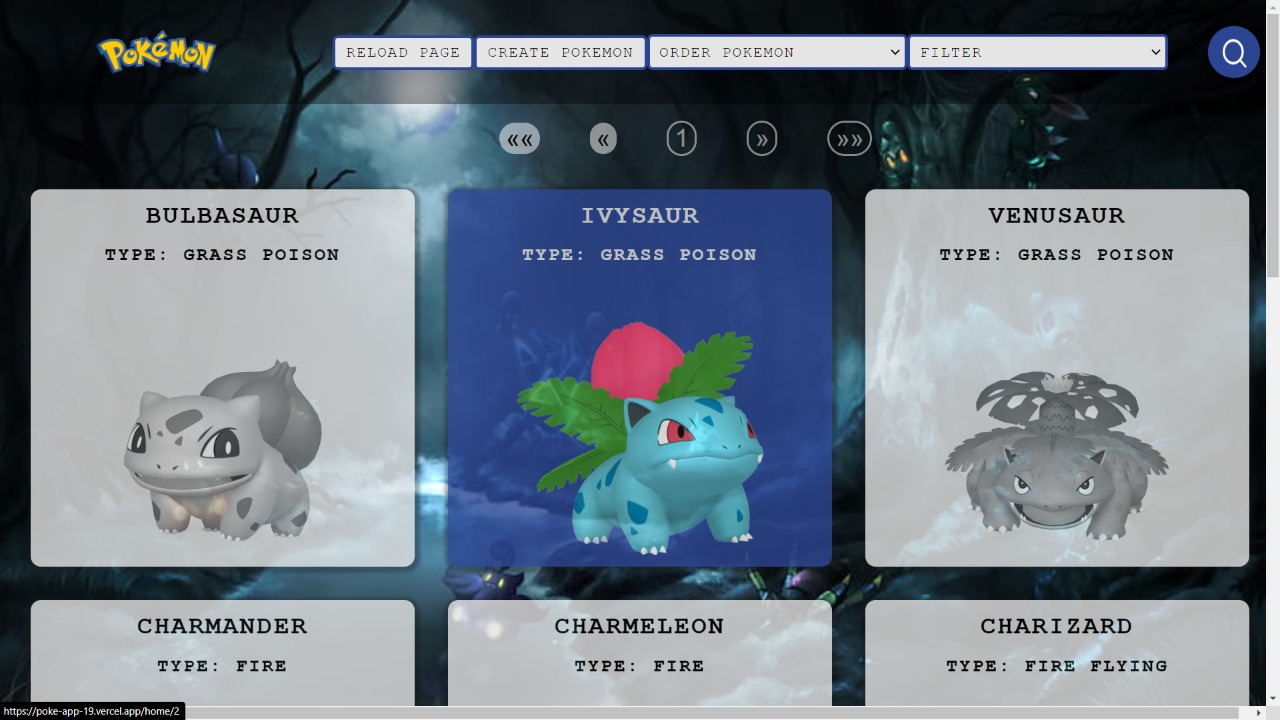 POKéMON
RELOAD PAGE
CREATE POKEMON
ORDER POKEMON
FILTER
««
«
1
»
»»
BULBASAUR
TYPE: GRASS POISON
IVYSAUR
TYPE: GRASS POISON
VENUSAUR
TYPE: GRASS POISON
CHARMANDER
TYPE: FIRE
CHARMELEON
TYPE: FIRE
CHARIZARD
TYPE: FIRE FLYING
https://poke-app-19.vercel.app/home/2